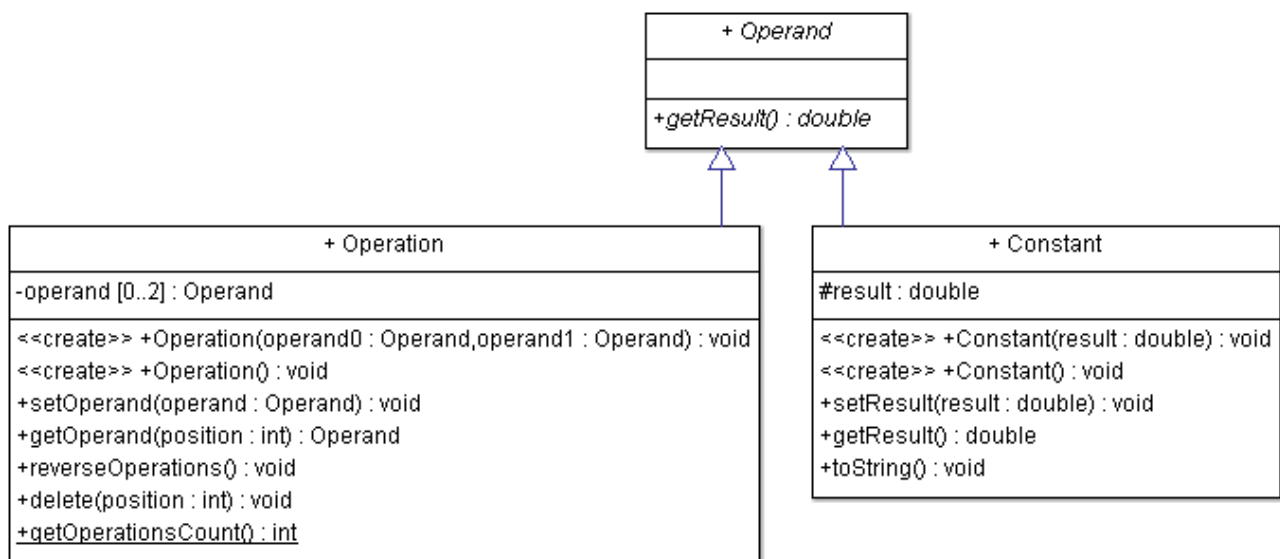 + Operand
+getResult() : double
+ Operation
-operand [0..2] : Operand
<<create>> +Operation(operand0 : Operand,operand1 : Operand) : void
<<create>> +Operation() : void
+setOperand(operand : Operand) : void
+getOperand(position : int) : Operand
+reverseOperations() : void
+delete(position : int) : void
+getOperationsCount() : int
+ Constant
#result : double
<<create>> +Constant(result : double) : void
<<create>> +Constant() : void
+setResult(result : double) : void
+getResult() : double
+toString() : void